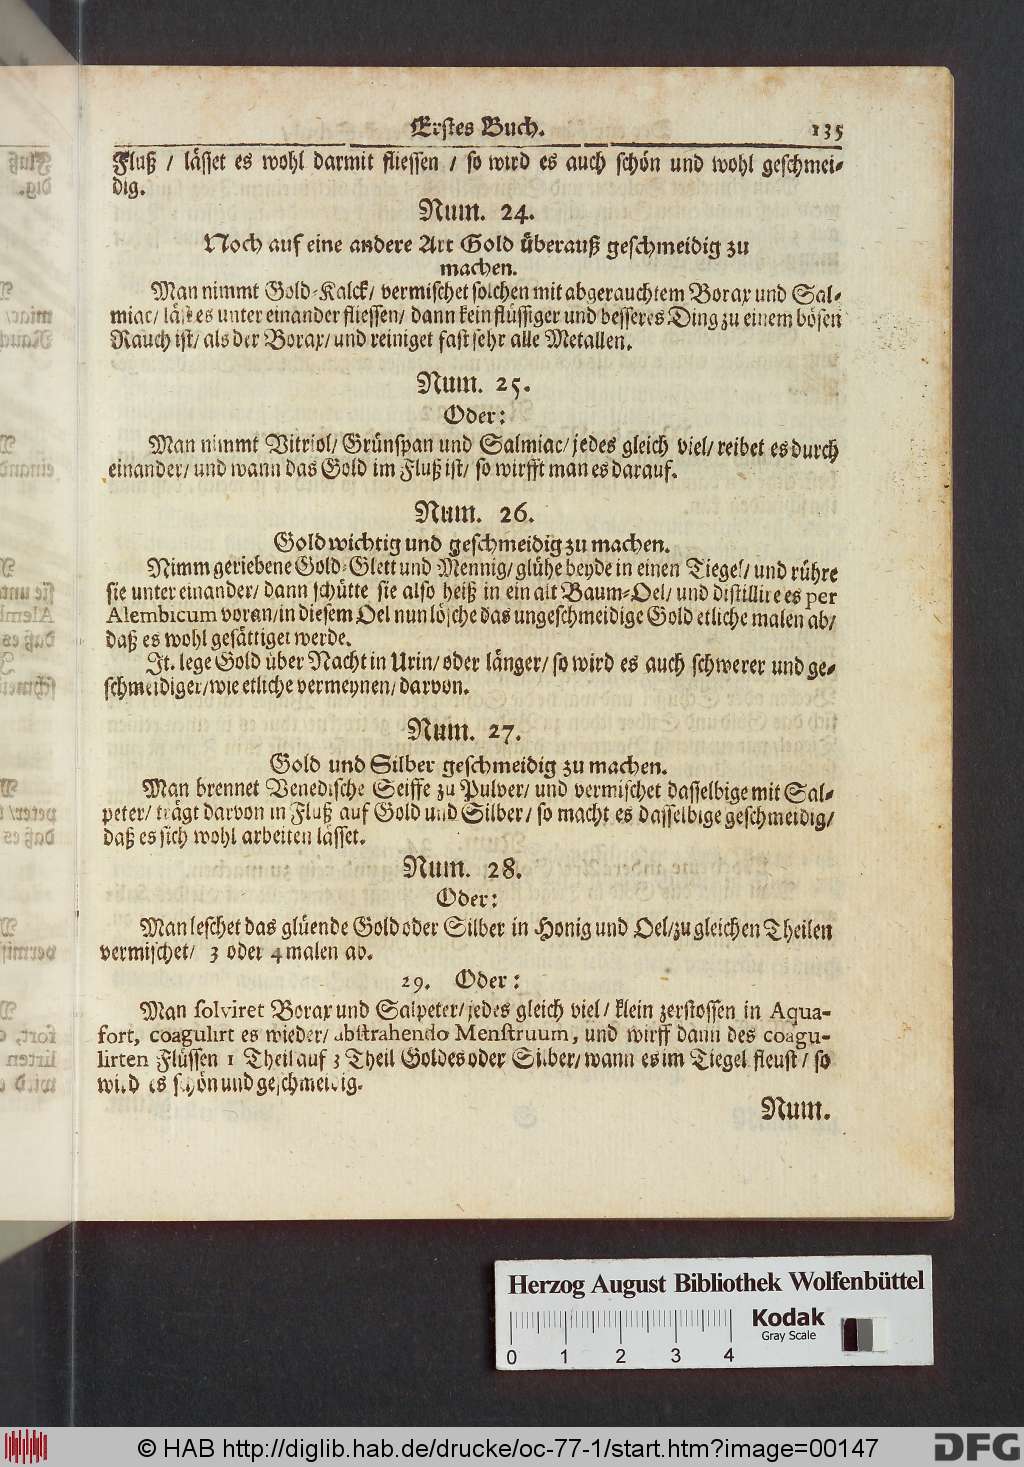 Erstes Buch. 135
Fluß / lässet es wohl darmit fliessen / so wird es auch schön und wohl geschmei-
dig.
Num. 24.
Noch auf eine andere Art Gold überauß geschmeidig zu
machen.
Man nimmt Gold-Kalck/ vermischet solchen mit abgerauchtem Borax und Sal-
miac/ läst es unter einander fliessen/ dann kein flüssiger und besseres Ding zu einem bösen
Rauch ist/ als der Borax/ und reiniget fast sehr alle Metallen.
Num. 25.
Oder:
Man nimmt Vitriol/ Grünspan und Salmiac/ jedes gleich viel/ reibet es durch
einander/ und wann das Gold im Fluß ist/ so wirfft man es darauf.
Num. 26.
Gold wichtig und geschmeidig zu machen.
Nimm geriebene Gold-Glett und Mennig/ glühe beyde in einen Tiegel/ und rühre
sie unter einander/ dann schütte sie also heiß in ein alt Baum-Oel/ und distillire es per
Alembicum voran/ in diesem Oel nun lösche das ungeschmeidige Gold etliche malen ab/
daß es wohl gesättiget werde.
It. lege Gold über Nacht in Urin/ oder länger/ so wird es auch schwerer und ge-
schmeidiger/ wie etliche vermeynen/ darvon.
Num. 27.
Gold und Silber geschmeidig zu machen.
Man brennet Venedische Seiffe zu Pulver/ und vermischet dasselbige mit Sal-
peter/ trägt darvon in Fluß auf Gold und Silber/ so macht es dasselbige geschmeidig/
daß es sich wohl arbeiten lässet.
Num. 28.
Oder:
Man leschet das glüende Gold oder Silber in Honig und Oel/ zu gleichen Theilen
vermischet/ 3 oder 4 malen ab.
29. Oder:
Man solviret Borax und Salpeter/ jedes gleich viel/ klein zerstossen in Aqua-
fort, coagulirt es wieder/ abstrahendo Menstruum, und wirff dann des coagu-
lirten Flüssen 1 Theil auf 3 Theil Goldes oder Silber/ wann es im Tiegel fleust/ so
wird es schön und geschmeidig.
Num.
Herzog August Bibliothek Wolfenbüttel
Kodak
Gray Scale
0 1 2 3 4
© HAB http://diglib.hab.de/drucke/oc-77-1/start.htm?image=00147
DFG